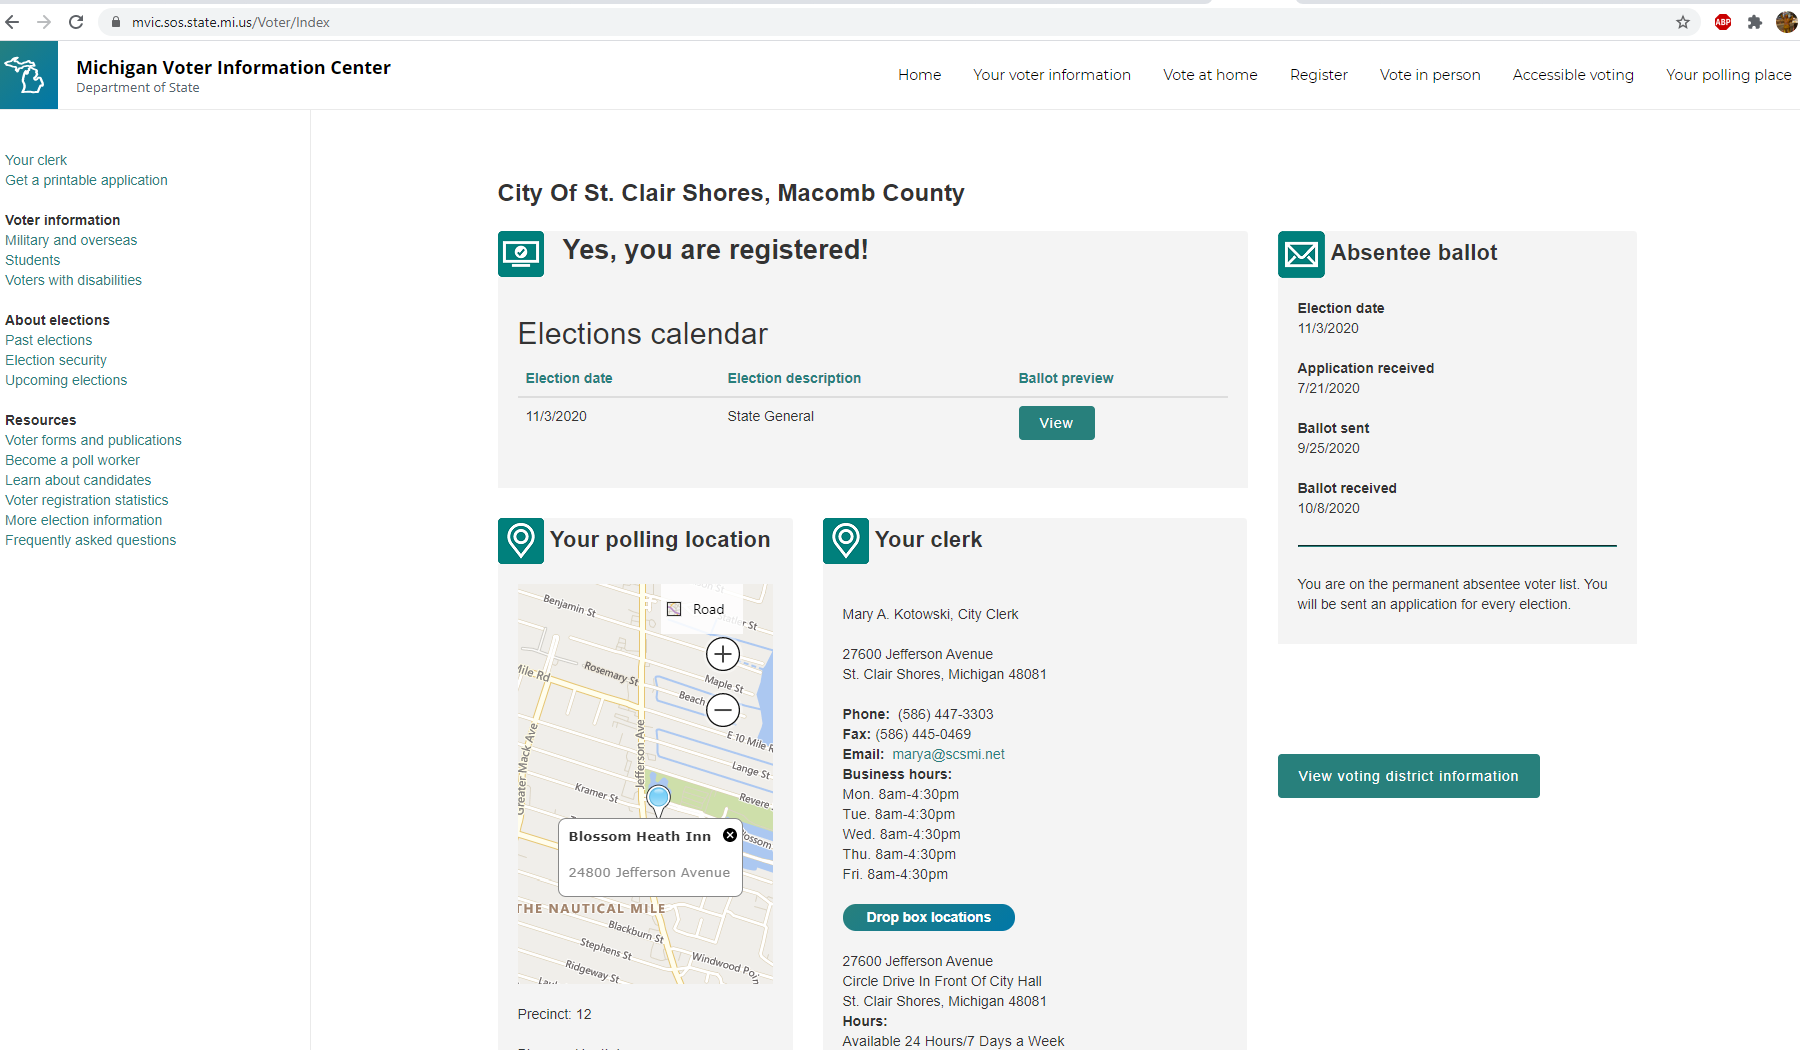 mvic.sos.state.mi.us/Voter/Index
ABP
Michigan Voter Information Center
Department of State
Home
Your voter information
Vote at home
Register
Vote in person
Accessible voting
Your polling place
Your clerk
Get a printable application
Voter information
Military and overseas
Students
Voters with disabilities
About elections
Past elections
Election security
Upcoming elections
Resources
Voter forms and publications
Become a poll worker
Learn about candidates
Voter registration statistics
More election information
Frequently asked questions
City Of St. Clair Shores, Macomb County
Yes, you are registered!
Elections calendar
Election date Election description Ballot preview
11/3/2020 State General View
Absentee ballot
Election date
11/3/2020
Application received
7/21/2020
Ballot sent
9/25/2020
Ballot received
10/8/2020
You are on the permanent absentee voter list. You
will be sent an application for every election.
View voting district information
Your polling location
Road
Benjamin St
St
Mile Rd
Rosemary St
Maple St
Beach
E 10 Mile R
Greater Mack Ave
Jefferson Ave
Lange St
Kramer St
Revere
Blossom Heath Inn
24800 Jefferson Avenue
THE NAUTICAL MILE
Blackburn St
Stephens St
Windwood Poin
Ridgeway St
Precinct: 12
Your clerk
Mary A. Kotowski, City Clerk
27600 Jefferson Avenue
St. Clair Shores, Michigan 48081
Phone: (586) 447-3303
Fax: (586) 445-0469
Email: marya@scsmi.net
Business hours:
Mon. 8am-4:30pm
Tue. 8am-4:30pm
Wed. 8am-4:30pm
Thu. 8am-4:30pm
Fri. 8am-4:30pm
Drop box locations
27600 Jefferson Avenue
Circle Drive In Front Of City Hall
St. Clair Shores, Michigan 48081
Hours:
Available 24 Hours/7 Days a Week